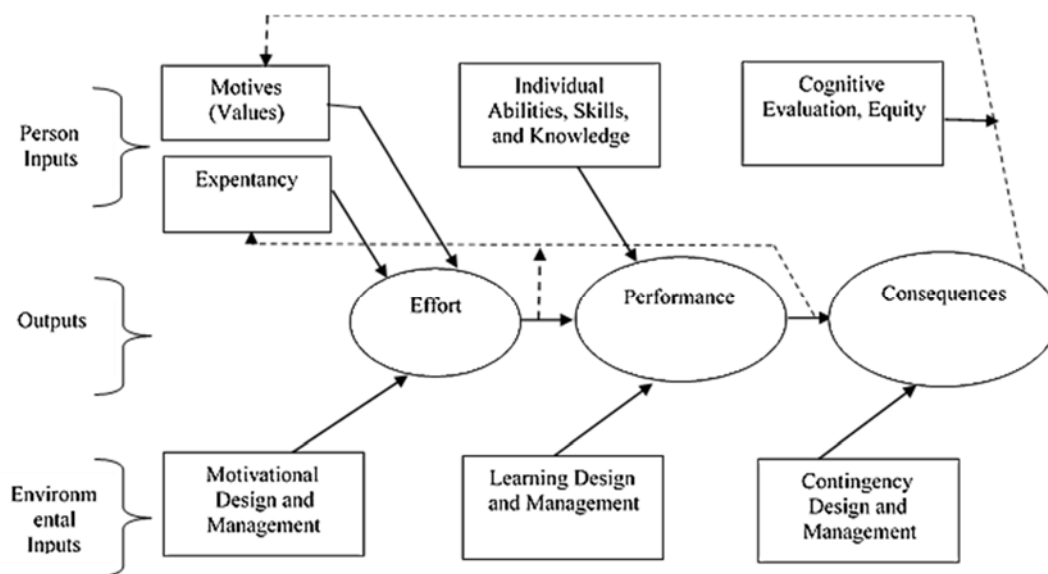 Person
Inputs
Motives
(Values)
Expentancy
Individual
Abilities, Skills,
and Knowledge
Cognitive
Evaluation, Equity
Outputs
Effort
Performance
Consequences
Environm
ental
Inputs
Motivational
Design and
Management
Learning Design
and Management
Contingency
Design and
Management